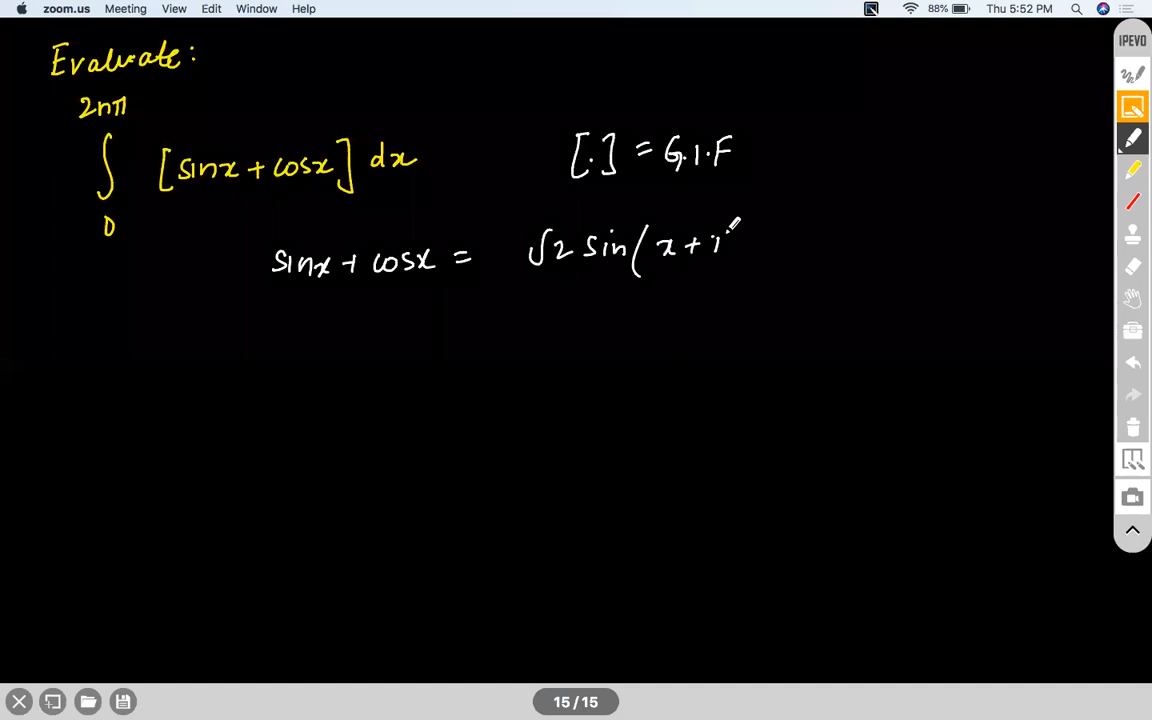 zoom.us Meeting View Edit Window Help 88% Thu 5:52 PM
IPEVO
Evaluate:
2nπ
∫ [sinx + cosx] dx [.] = G.I.F
0
sinx + cosx = √2 sin( x +
15/15